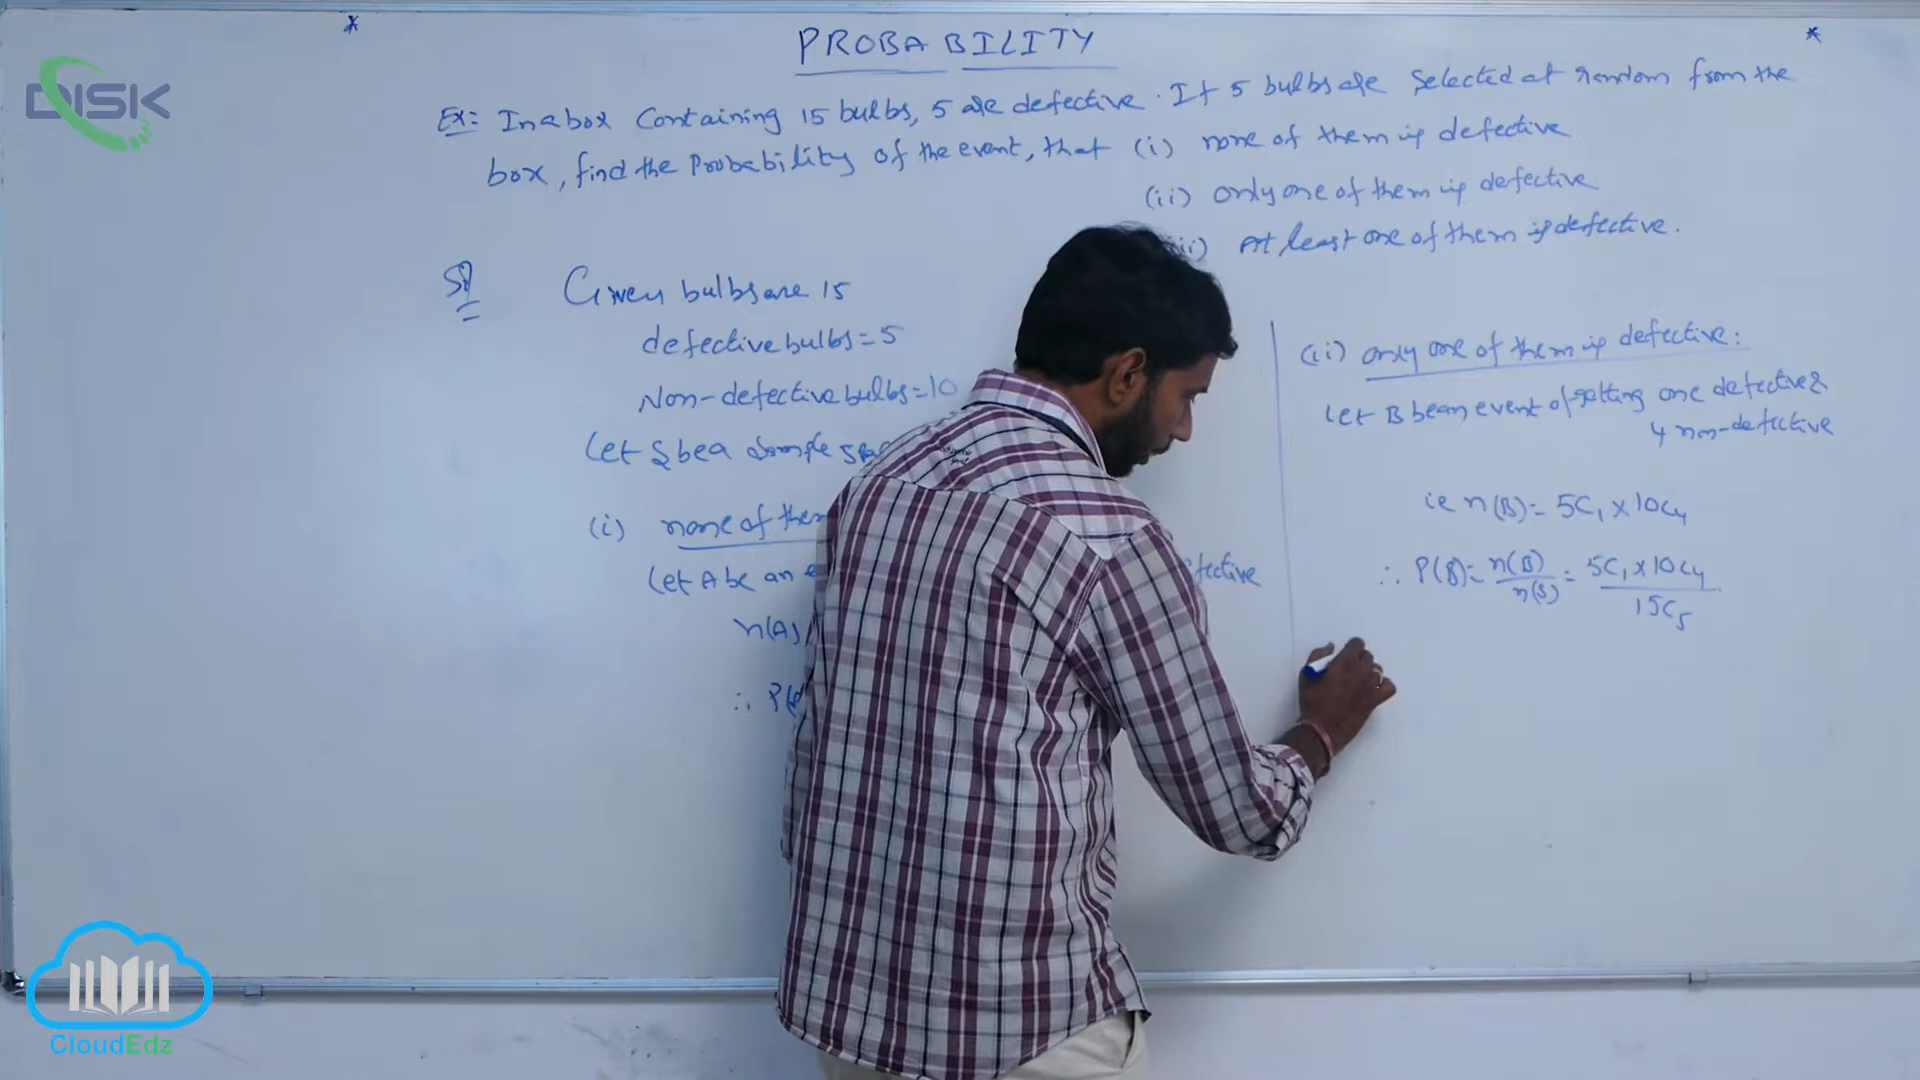 DISK
PROBABILITY
Ex: In a box Containing 15 bulbs, 5 are defective. If 5 bulbs are Selected at random from the
box, find the Probability of the event, that (i) none of them is defective
(ii) only one of them is defective
ii) At least one of them is defective.
Sol
Given bulbs are 15
defective bulbs = 5
Non-defective bulbs = 10
Let S be a Sample
(i) none of them
Let A be an
n(A)
∴ P(
(ii) only one of them is defective:
Let B be an event of getting one defective &
4 non-defective
ie n(B) = 5C₁ × 10C₄
∴ P(B) = n(B)/n(S) = 5C₁ × 10C₄ / 15C₅
CloudEdz